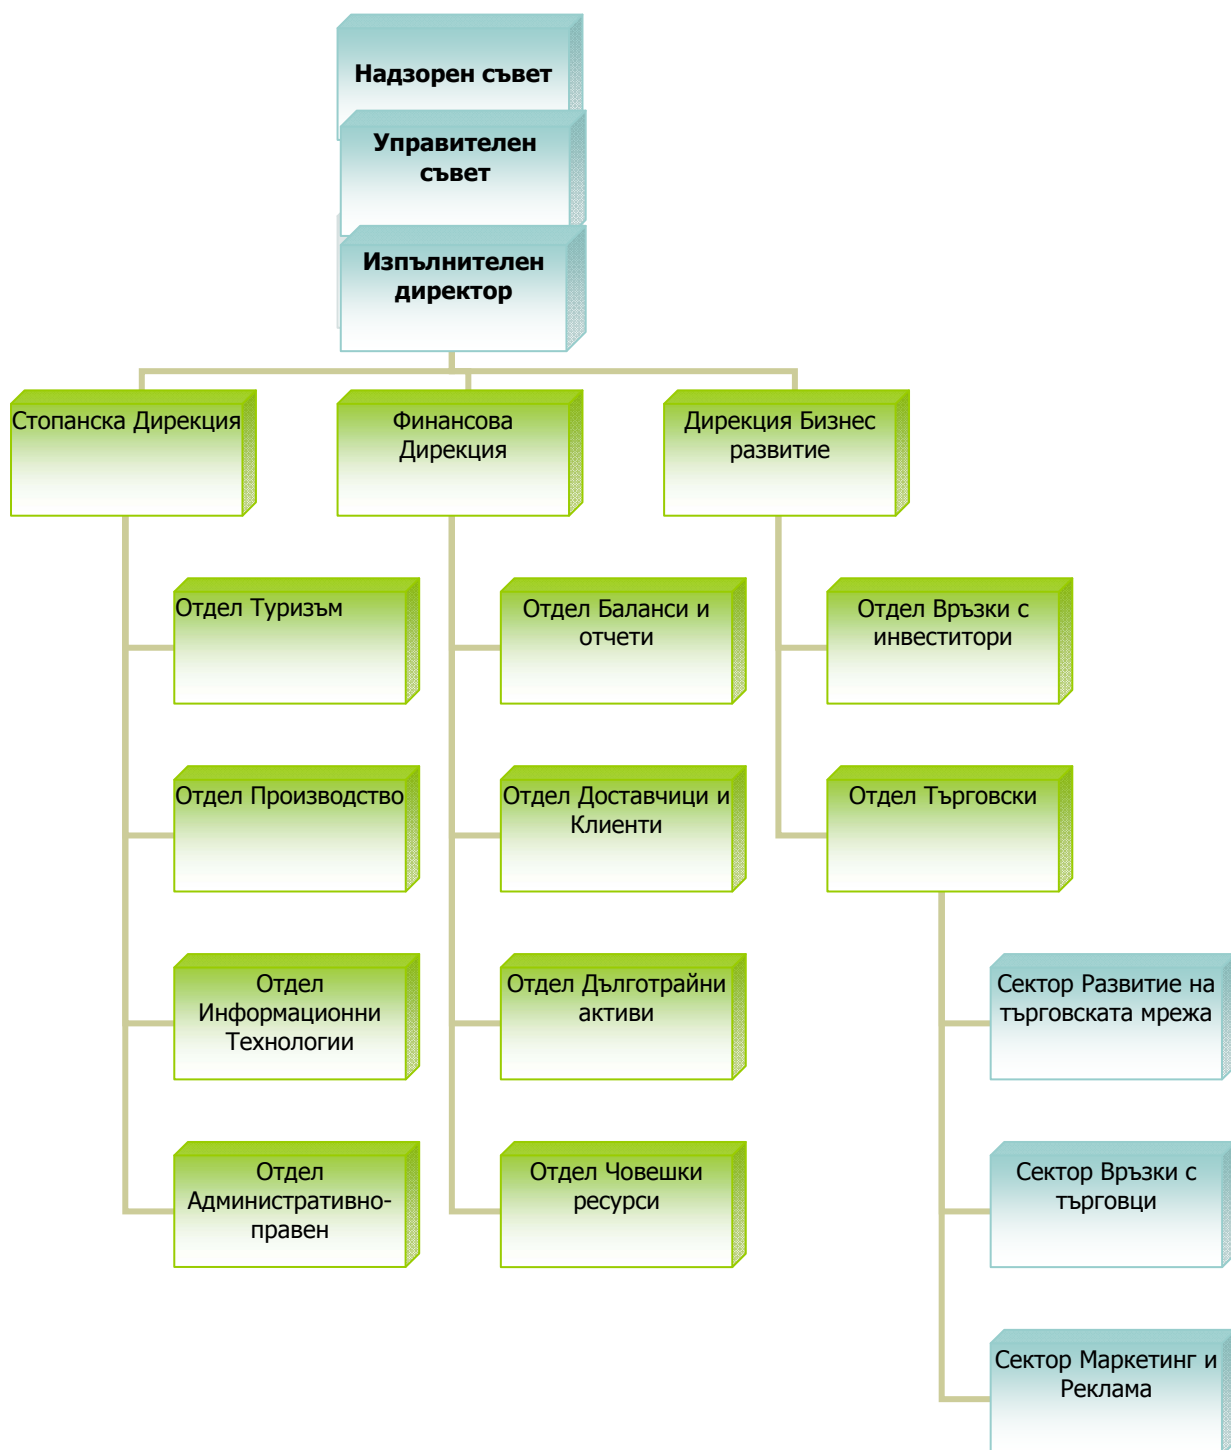 Надзорен съвет
Управителен
съвет
Изпълнителен
директор
Стопанска Дирекция
Финансова
Дирекция
Дирекция Бизнес
развитие
Отдел Туризъм
Отдел Баланси и
отчети
Отдел Връзки с
инвеститори
Отдел Производство
Отдел Доставчици и
Клиенти
Отдел Търговски
Отдел
Информационни
Технологии
Отдел Дълготрайни
активи
Сектор Развитие на
търговската мрежа
Отдел
Административно-
правен
Отдел Човешки
ресурси
Сектор Връзки с
търговци
Сектор Маркетинг и
Реклама